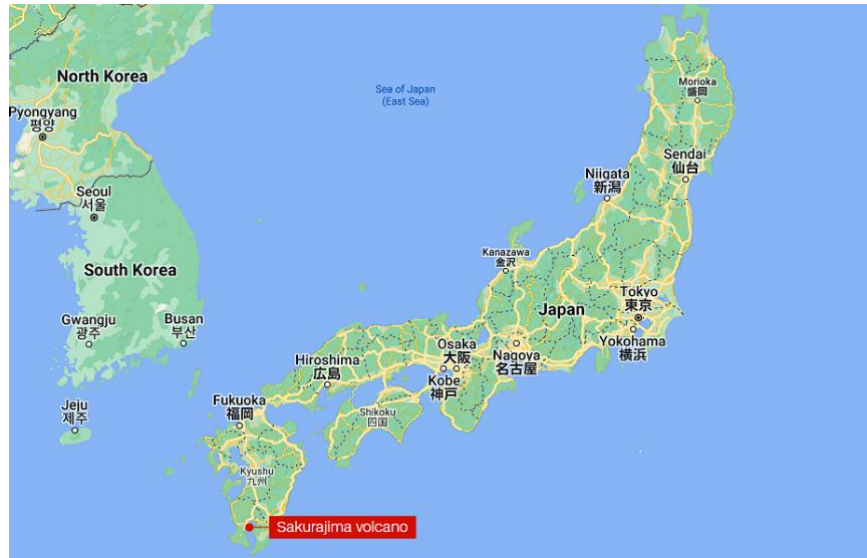 North Korea
Pyongyang
평양
Seoul
서울
South Korea
Gwangju
광주
Busan
부산
Jeju
제주
Sea of Japan
(East Sea)
Morioka
盛岡
Sendai
仙台
Niigata
新潟
Kanazawa
金沢
Japan
Tokyo
東京
Yokohama
横浜
Nagoya
名古屋
Osaka
大阪
Kobe
神戸
Hiroshima
広島
Shikoku
四国
Fukuoka
福岡
Kyushu
九州
Sakurajima volcano